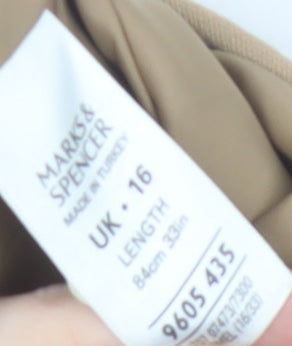 MARKS&
SPENCER
MADE IN TURKEY
UK • 16
LENGTH
84cm 33in
9605 435